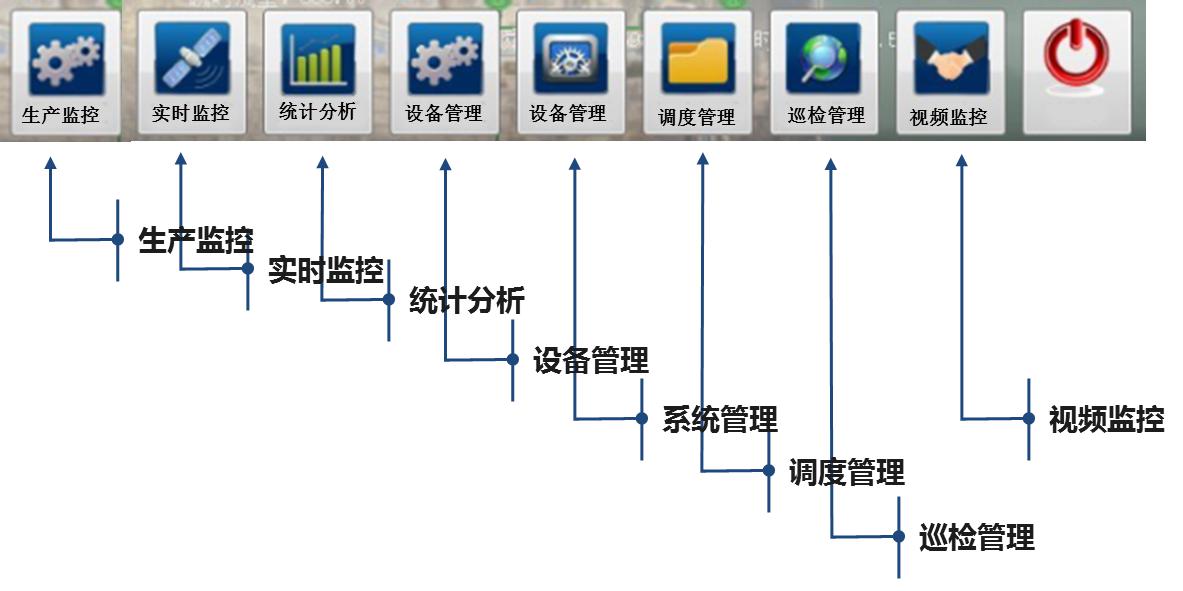 生产监控
实时监控
统计分析
设备管理
设备管理
调度管理
巡检管理
视频监控
生产监控
实时监控
统计分析
设备管理
系统管理
调度管理
巡检管理
视频监控